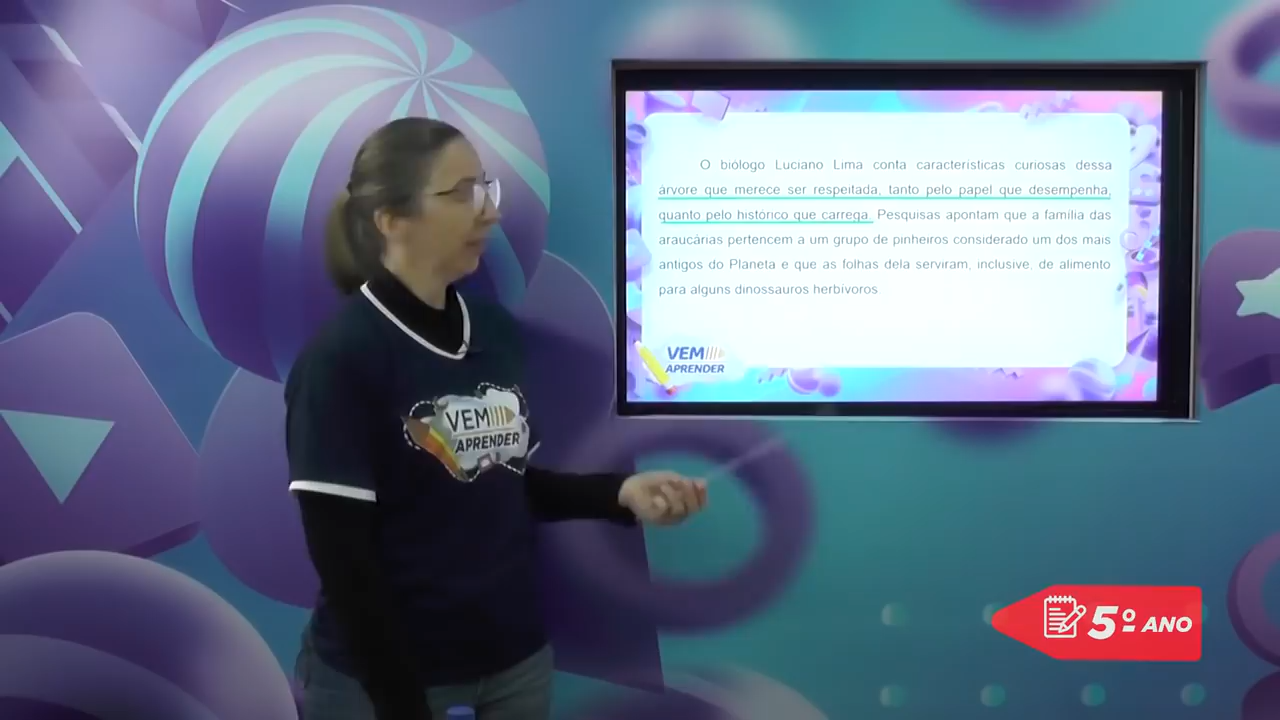 O biólogo Luciano Lima conta características curiosas dessa
árvore que merece ser respeitada, tanto pelo papel que desempenha,
quanto pelo histórico que carrega. Pesquisas apontam que a família das
araucárias pertencem a um grupo de pinheiros considerado um dos mais
antigos do Planeta e que as folhas dela serviram, inclusive, de alimento
para alguns dinossauros herbívoros
VEM
APRENDER
VEM
APRENDER
5º ANO